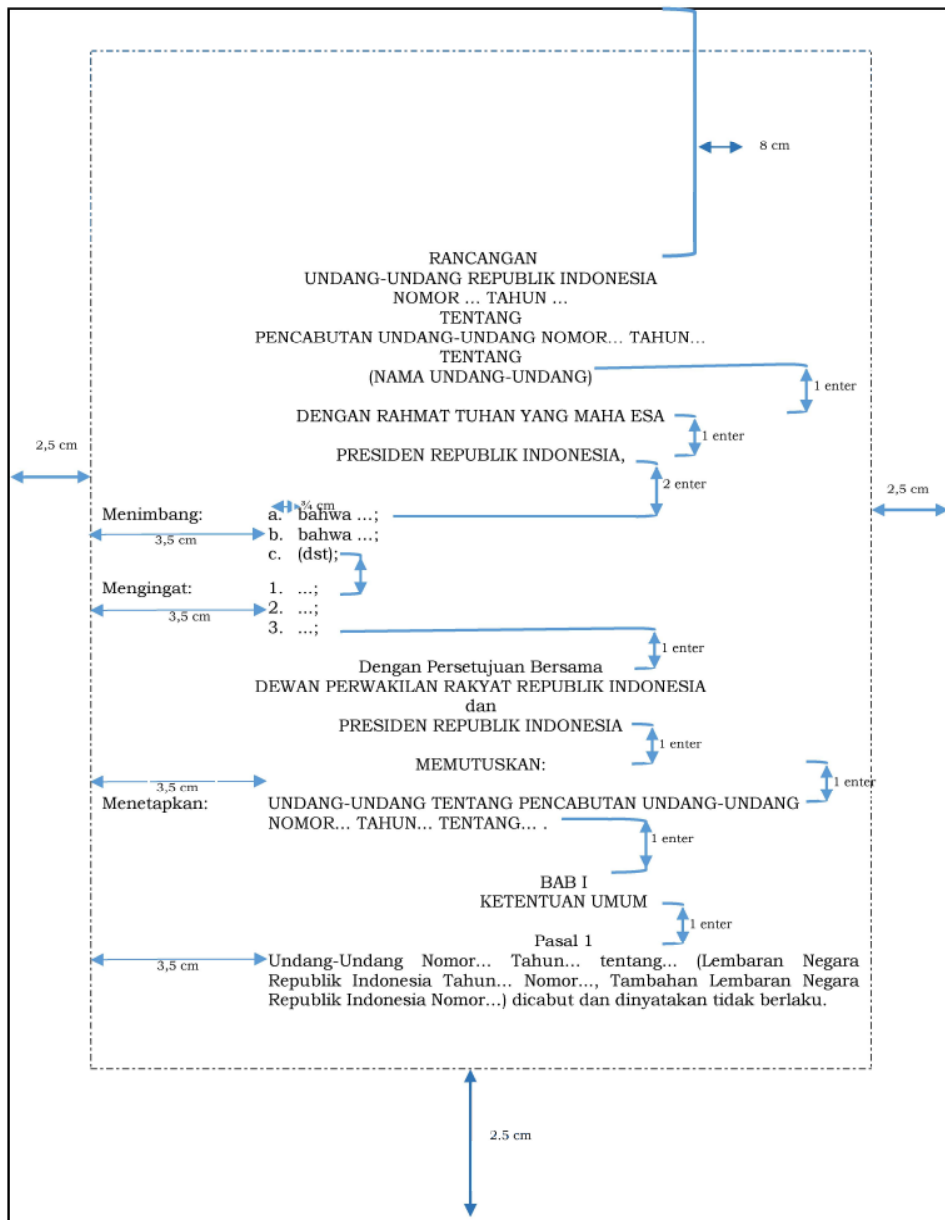 8 cm
RANCANGAN
UNDANG-UNDANG REPUBLIK INDONESIA
NOMOR ... TAHUN ...
TENTANG
PENCABUTAN UNDANG-UNDANG NOMOR... TAHUN...
TENTANG
(NAMA UNDANG-UNDANG)
1 enter
DENGAN RAHMAT TUHAN YANG MAHA ESA
1 enter
2,5 cm
PRESIDEN REPUBLIK INDONESIA,
2 enter
2,5 cm
¾ cm
Menimbang: a. bahwa ...;
3,5 cm b. bahwa ...;
c. (dst);
Mengingat: 1. ...;
3,5 cm 2. ...;
3. ...;
1 enter
Dengan Persetujuan Bersama
DEWAN PERWAKILAN RAKYAT REPUBLIK INDONESIA
dan
PRESIDEN REPUBLIK INDONESIA
1 enter
MEMUTUSKAN:
1 enter
3,5 cm
Menetapkan: UNDANG-UNDANG TENTANG PENCABUTAN UNDANG-UNDANG
NOMOR... TAHUN... TENTANG... .
1 enter
BAB I
KETENTUAN UMUM
1 enter
Pasal 1
3,5 cm Undang-Undang Nomor... Tahun... tentang... (Lembaran Negara
Republik Indonesia Tahun... Nomor..., Tambahan Lembaran Negara
Republik Indonesia Nomor...) dicabut dan dinyatakan tidak berlaku.
2.5 cm